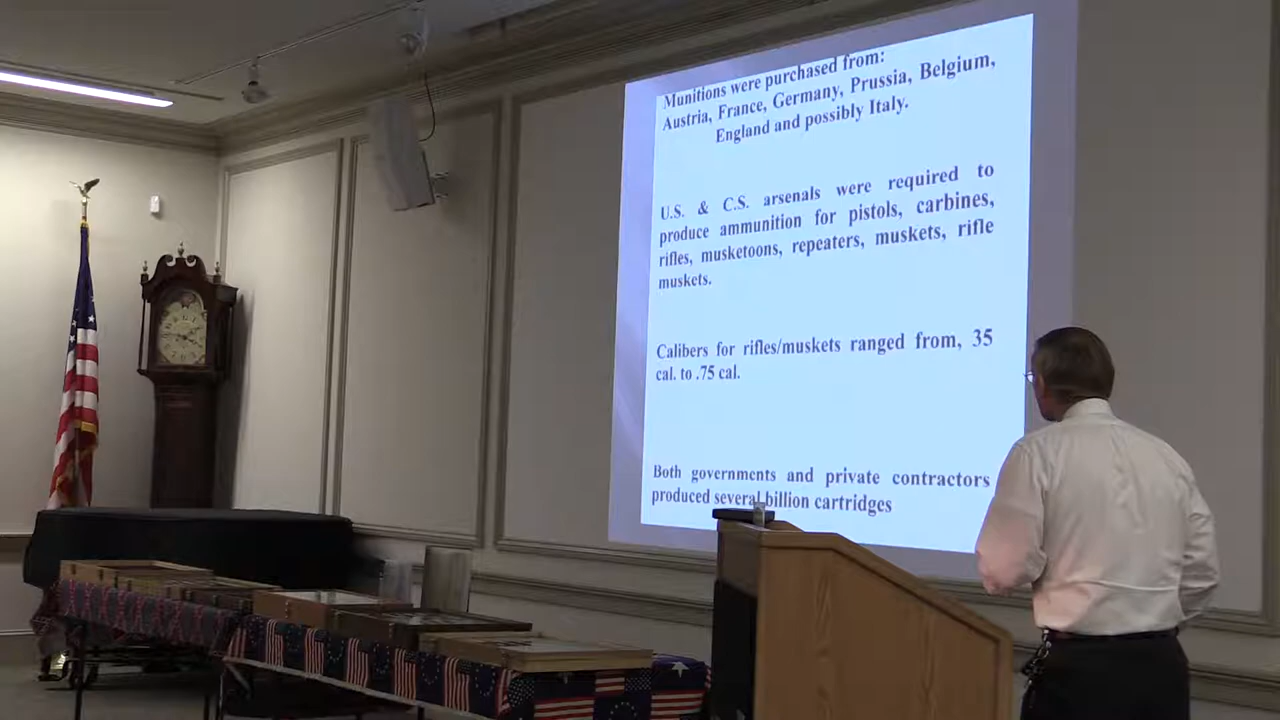 Munitions were purchased from:
Austria, France, Germany, Prussia, Belgium,
England and possibly Italy.
U.S. & C.S. arsenals were required to
produce ammunition for pistols, carbines,
rifles, musketoons, repeaters, muskets, rifle
muskets.
Calibers for rifles/muskets ranged from, 35
cal. to .75 cal.
Both governments and private contractors
produced several billion cartridges